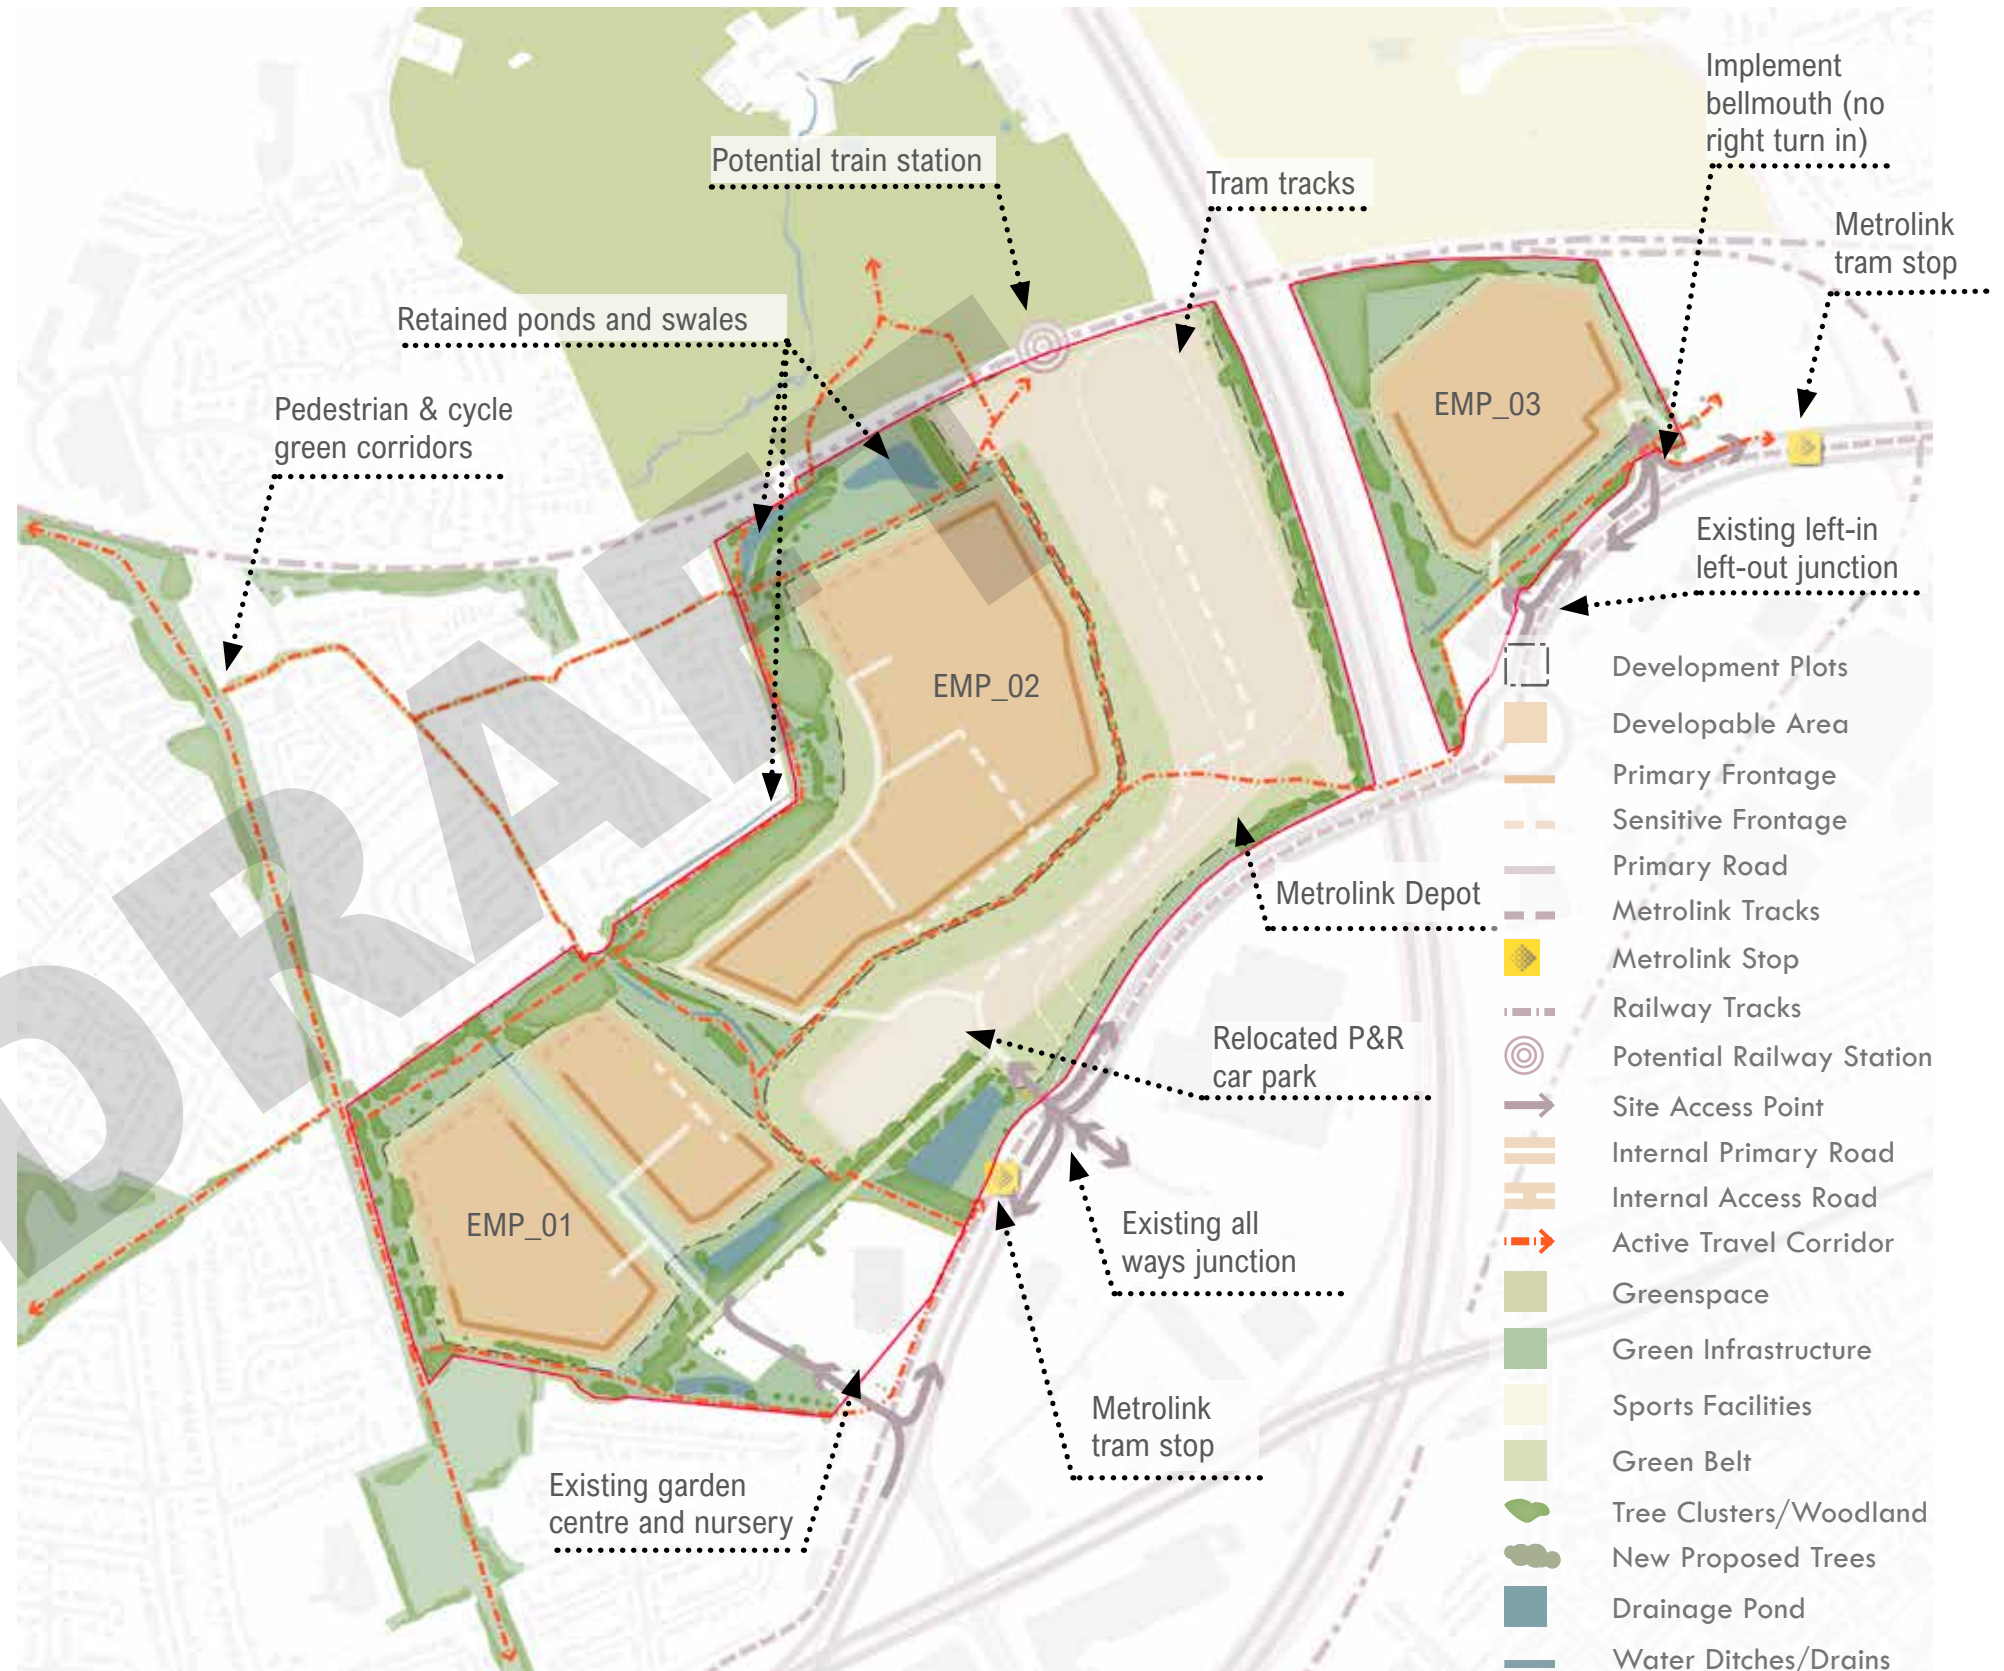 Implement
bellmouth (no
right turn in)
Potential train station
Tram tracks
Metrolink
tram stop
Retained ponds and swales
Pedestrian & cycle
green corridors
EMP_03
Existing left-in
left-out junction
EMP_02
Metrolink Depot
Relocated P&R
car park
EMP_01
Existing all
ways junction
Metrolink
tram stop
Existing garden
centre and nursery
DRAFT
Development Plots
Developable Area
Primary Frontage
Sensitive Frontage
Primary Road
Metrolink Tracks
Metrolink Stop
Railway Tracks
Potential Railway Station
Site Access Point
Internal Primary Road
Internal Access Road
Active Travel Corridor
Greenspace
Green Infrastructure
Sports Facilities
Green Belt
Tree Clusters/Woodland
New Proposed Trees
Drainage Pond
Water Ditches/Drains